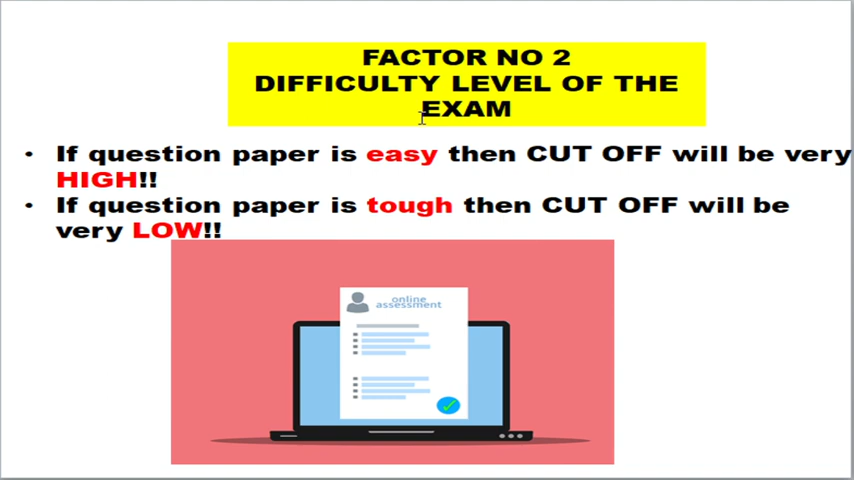 FACTOR NO 2
DIFFICULTY LEVEL OF THE
EXAM
• If question paper is easy then CUT OFF will be very
HIGH!!
• If question paper is tough then CUT OFF will be
very LOW!!
online
assessment